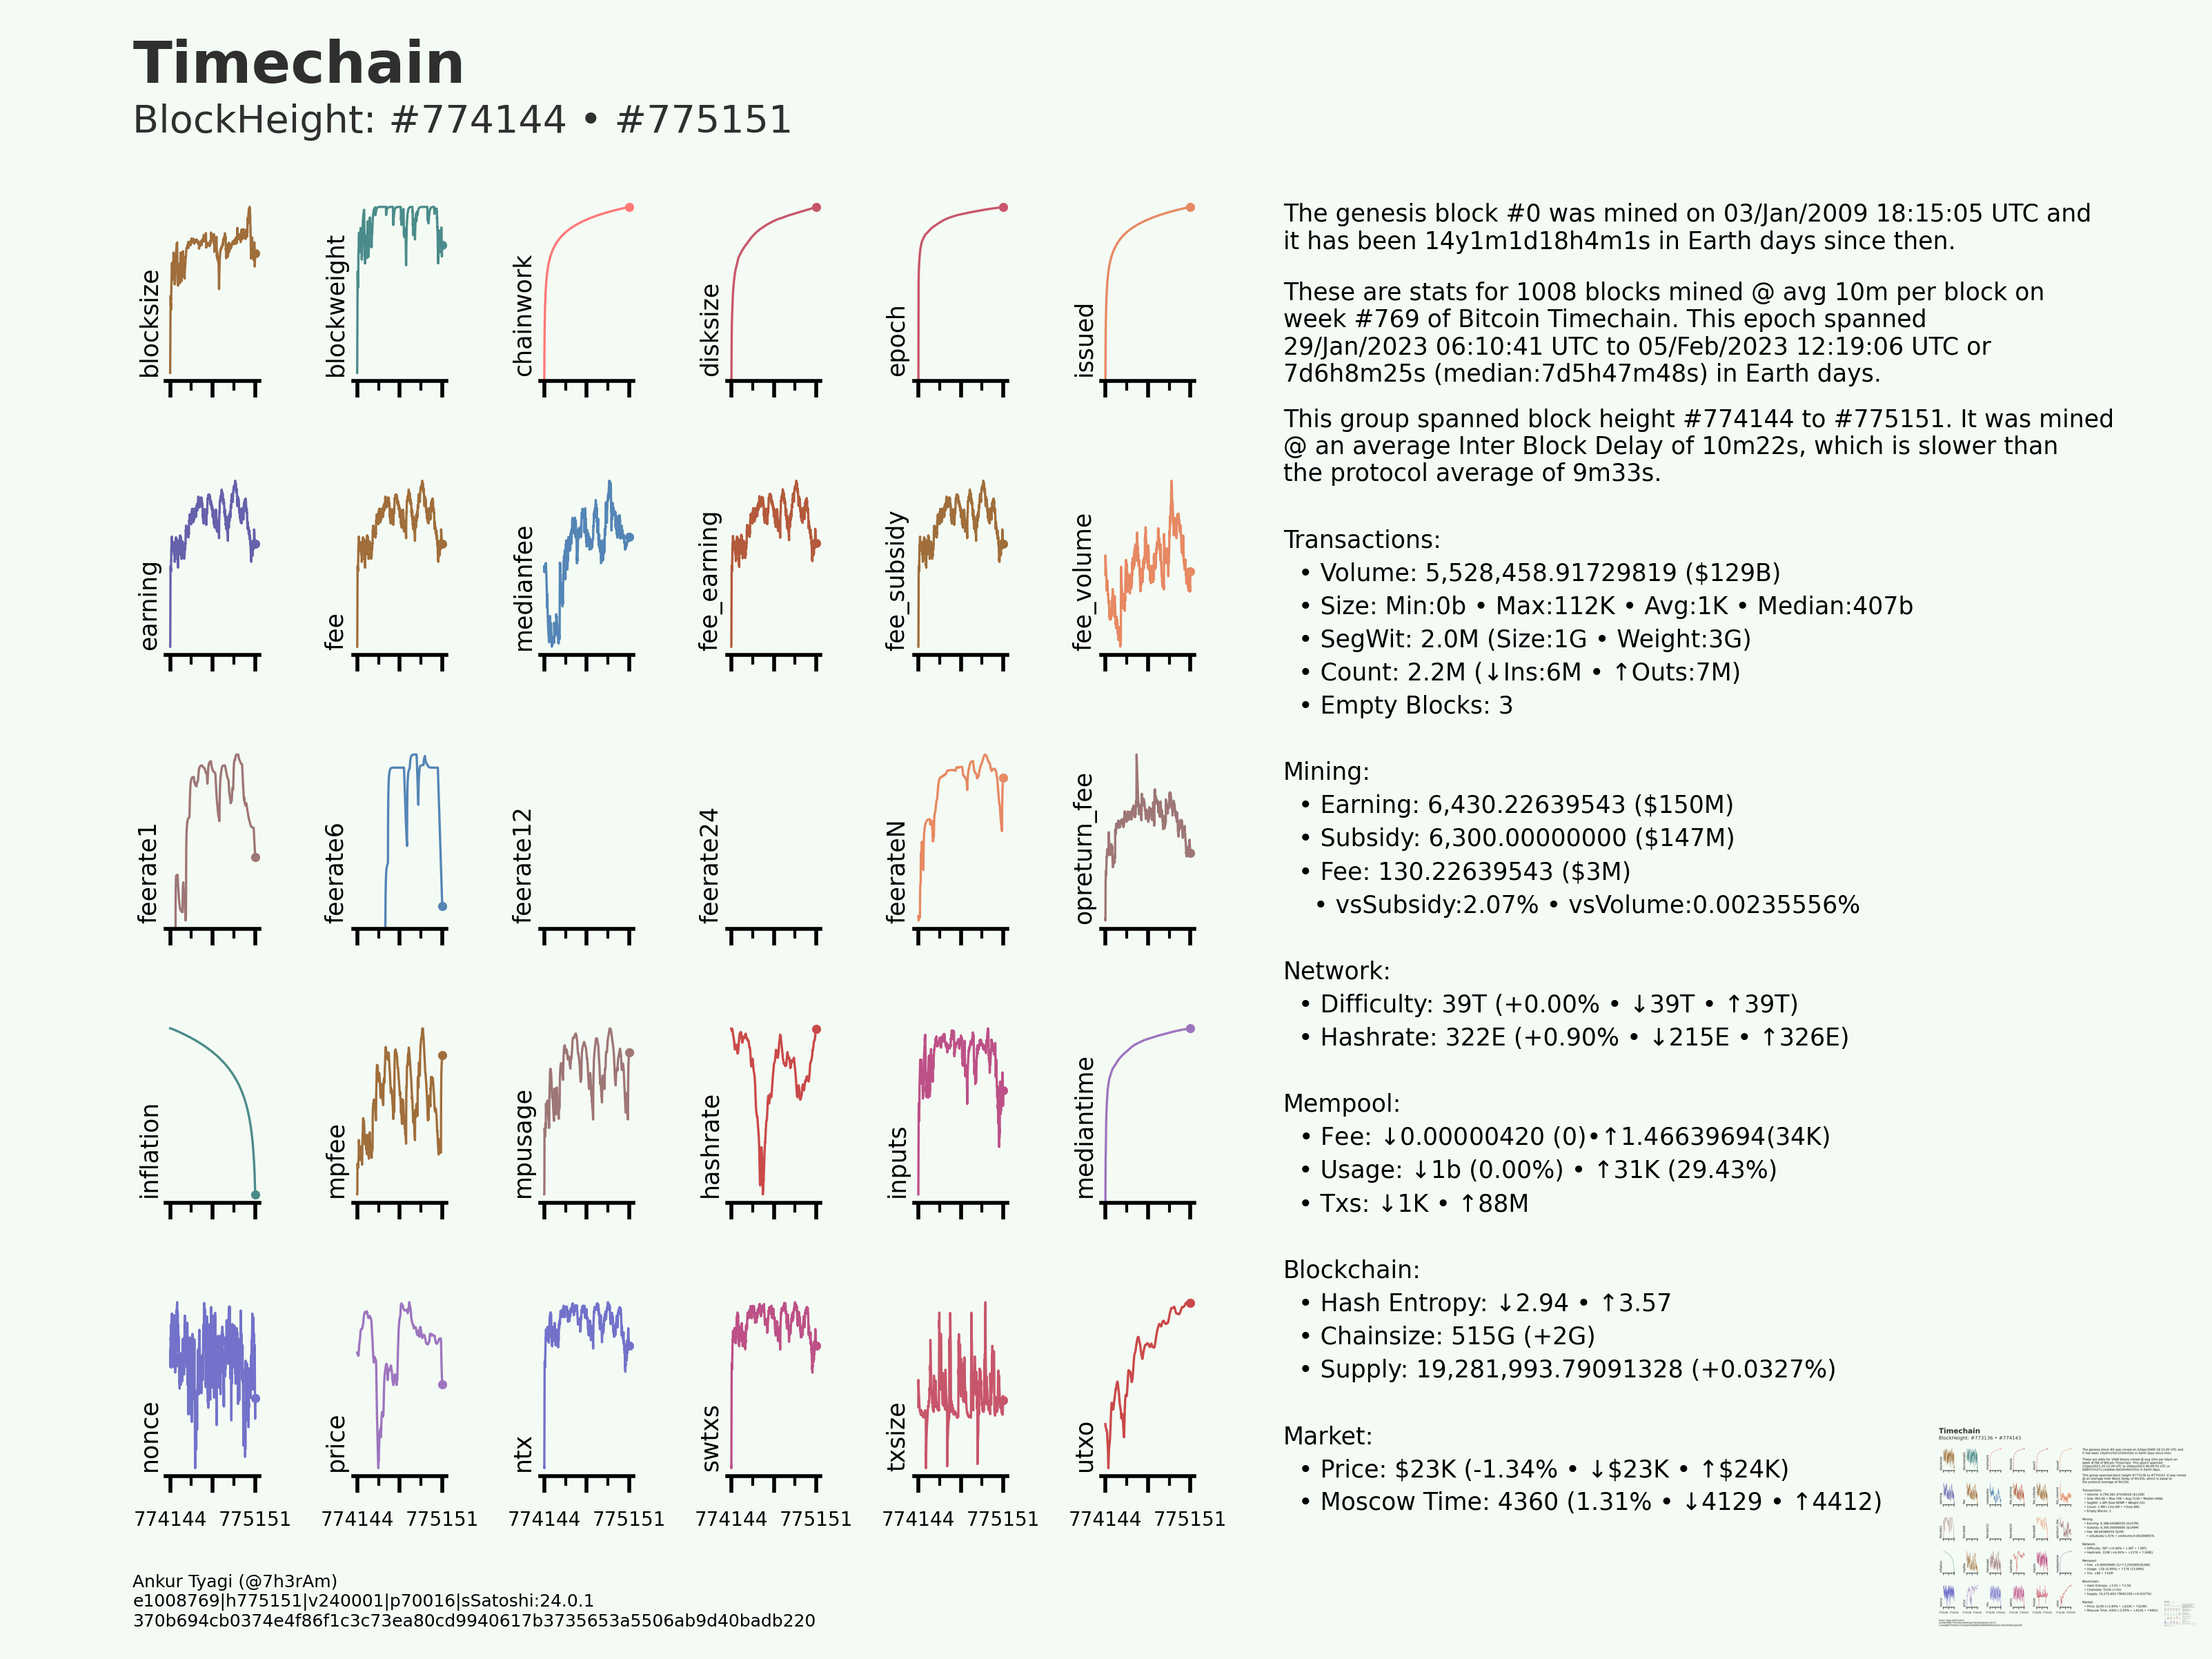 Timechain
BlockHeight: #774144 • #775151
blocksize
blockweight
chainwork
disksize
epoch
issued
earning
fee
medianfee
fee_earning
fee_subsidy
fee_volume
feerate1
feerate6
feerate12
feerate24
feerateN
opreturn_fee
inflation
mpfee
mpusage
hashrate
inputs
mediantime
nonce
price
ntx
swtxs
txsize
utxo
774144 775151 774144 775151 774144 775151 774144 775151 774144 775151 774144 775151
The genesis block #0 was mined on 03/Jan/2009 18:15:05 UTC and
it has been 14y1m1d18h4m1s in Earth days since then.
These are stats for 1008 blocks mined @ avg 10m per block on
week #769 of Bitcoin Timechain. This epoch spanned
29/Jan/2023 06:10:41 UTC to 05/Feb/2023 12:19:06 UTC or
7d6h8m25s (median:7d5h47m48s) in Earth days.
This group spanned block height #774144 to #775151. It was mined
@ an average Inter Block Delay of 10m22s, which is slower than
the protocol average of 9m33s.
Transactions:
• Volume: 5,528,458.91729819 ($129B)
• Size: Min:0b • Max:112K • Avg:1K • Median:407b
• SegWit: 2.0M (Size:1G • Weight:3G)
• Count: 2.2M (↓Ins:6M • ↑Outs:7M)
• Empty Blocks: 3
Mining:
• Earning: 6,430.22639543 ($150M)
• Subsidy: 6,300.00000000 ($147M)
• Fee: 130.22639543 ($3M)
• vsSubsidy:2.07% • vsVolume:0.00235556%
Network:
• Difficulty: 39T (+0.00% • ↓39T • ↑39T)
• Hashrate: 322E (+0.90% • ↓215E • ↑326E)
Mempool:
• Fee: ↓0.00000420 (0)•↑1.46639694(34K)
• Usage: ↓1b (0.00%) • ↑31K (29.43%)
• Txs: ↓1K • ↑88M
Blockchain:
• Hash Entropy: ↓2.94 • ↑3.57
• Chainsize: 515G (+2G)
• Supply: 19,281,993.79091328 (+0.0327%)
Market:
• Price: $23K (-1.34% • ↓$23K • ↑$24K)
• Moscow Time: 4360 (1.31% • ↓4129 • ↑4412)
Ankur Tyagi (@7h3rAm)
e1008769|h775151|v240001|p70016|sSatoshi:24.0.1
370b694cb0374e4f86f1c3c73ea80cd9940617b3735653a5506ab9d40badb220
Timechain
BlockHeight: #773136 • #774143